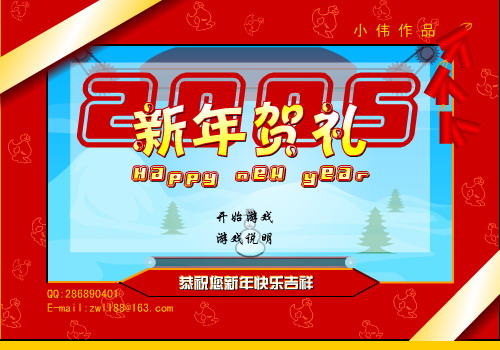 小伟作品
2005
新年贺礼
Happy neW year
开始游戏
游戏说明
恭祝您新年快乐吉祥
QQ:286890401
E-mail:zwl188@163.com